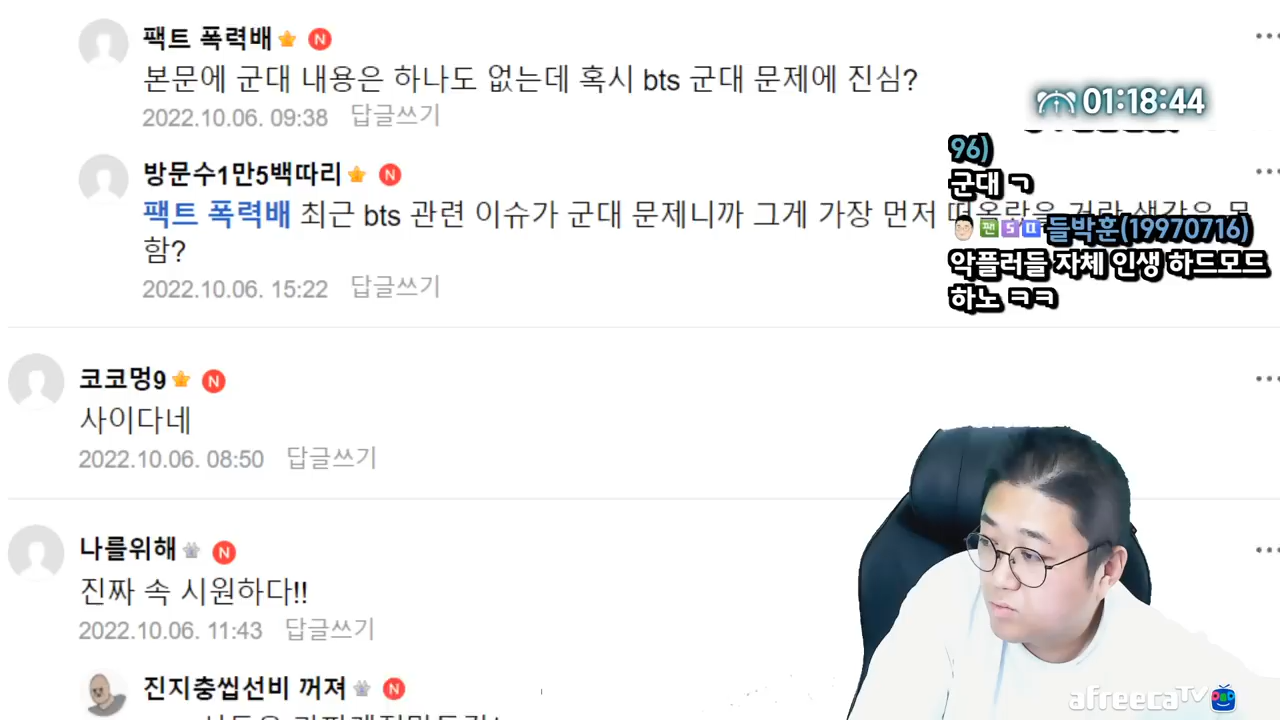 팩트 폭력배 N
본문에 군대 내용은 하나도 없는데 혹시 bts 군대 문제에 진심?
2022.10.06. 09:38 답글쓰기
01:18:44
96)
군대 ㄱ
방문수1만5백따리 N
팩트 폭력배 최근 bts 관련 이슈가 군대 문제니까 그게 가장 먼저
함?
2022.10.06. 15:22 답글쓰기
팬 5 들박훈(19970716)
악플러들 자체 인생 하드모드
하노 ㅋㅋ
코코멍9 N
사이다네
2022.10.06. 08:50 답글쓰기
나를위해 N
진짜 속 시원하다!!
2022.10.06. 11:43 답글쓰기
진지충씹선비 꺼져 N
afreecaTV